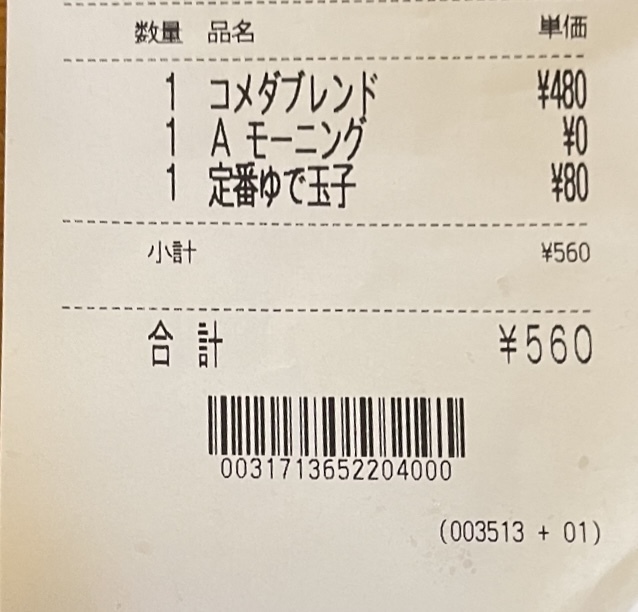 数量 品名 単価
1 コメダブレンド ¥480
1 A モーニング ¥0
1 定番ゆで玉子 ¥80
小計 ¥560
合計 ¥560
0031713652204000
(003513 + 01)